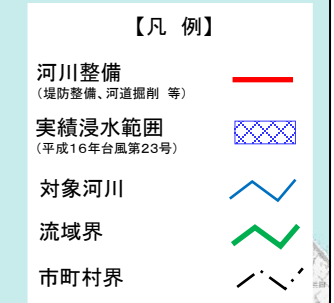 【凡 例】
河川整備
（堤防整備、河道掘削 等）
実績浸水範囲
（平成16年台風第23号）
対象河川
流域界
市町村界